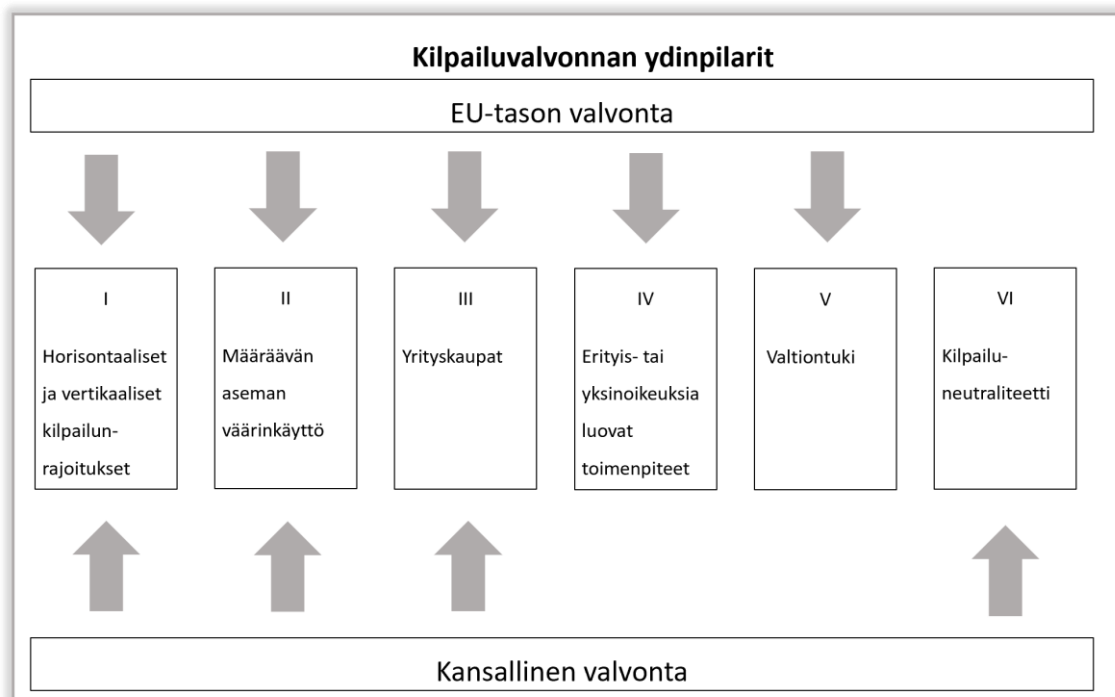 Kilpailuvalvonnan ydinpilarit
EU-tason valvonta
I
Horisontaaliset
ja vertikaaliset
kilpailun-
rajoitukset
II
Määräävän
aseman
väärinkäyttö
III
Yrityskaupat
IV
Erityis- tai
yksinoikeuksia
luovat
toimenpiteet
V
Valtiontuki
VI
Kilpailu-
neutraliteetti
Kansallinen valvonta